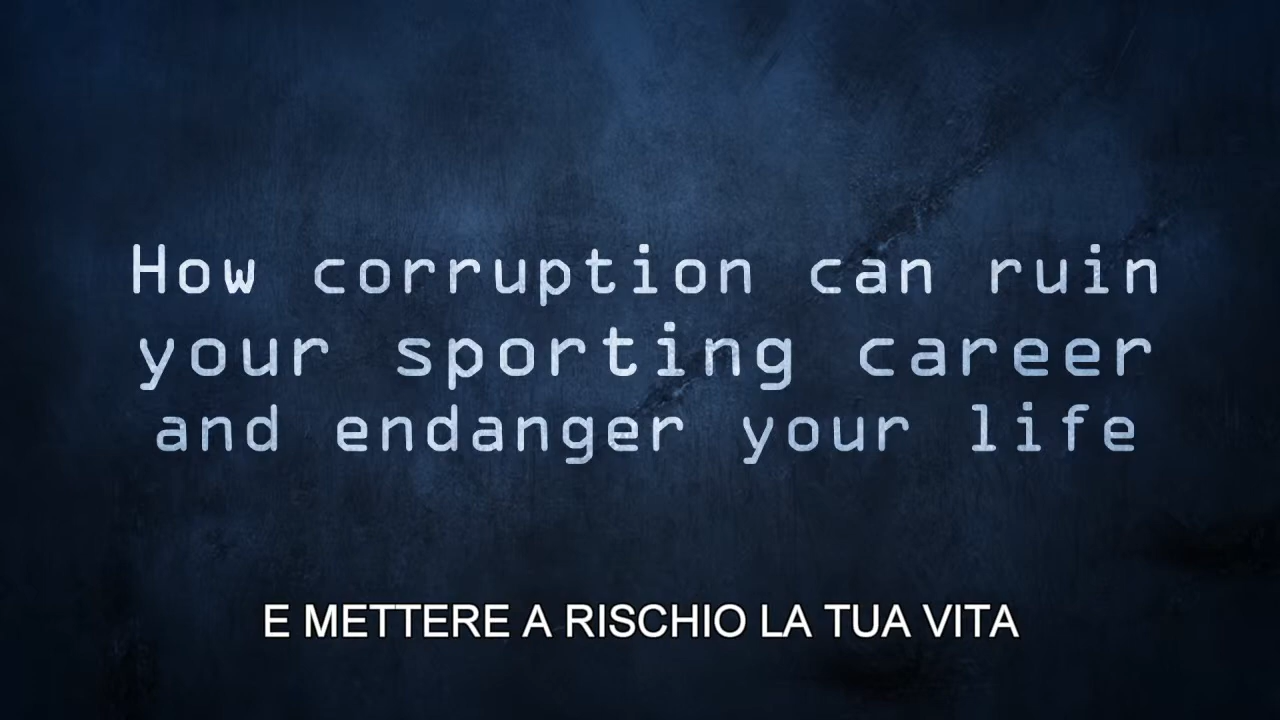 How corruption can ruin
your sporting career
and endanger your life
E METTERE A RISCHIO LA TUA VITA